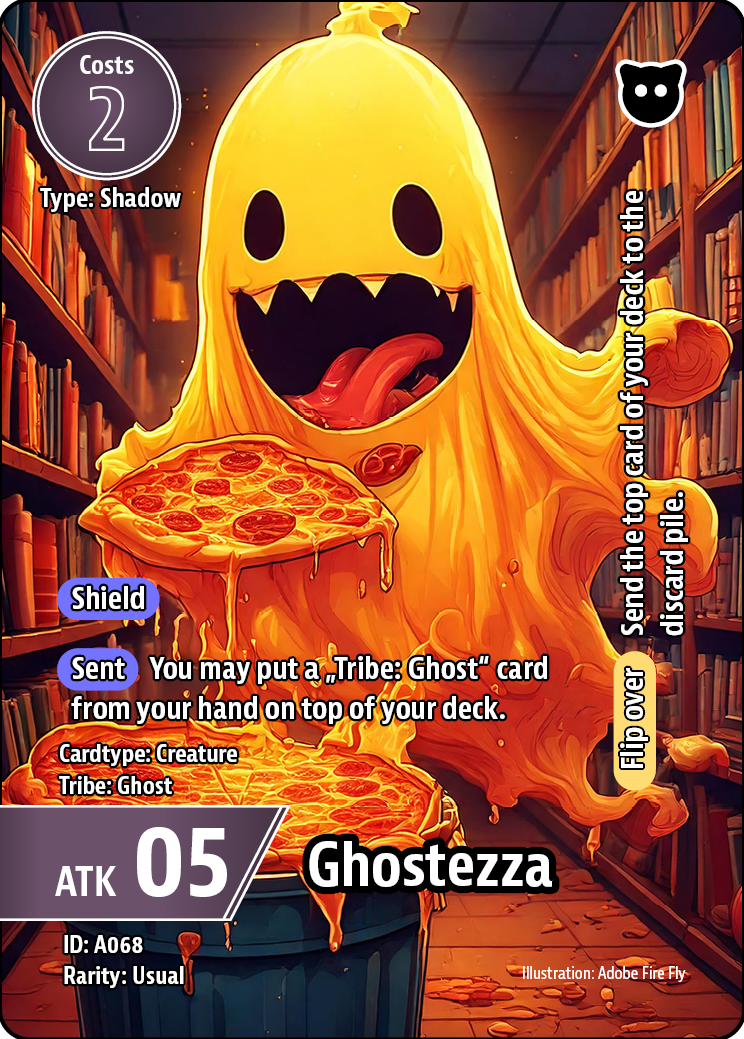 Costs
2
Type: Shadow
Send the top card of your deck to the
discard pile.
Flip over
Shield
Sent You may put a „Tribe: Ghost“ card
from your hand on top of your deck.
Cardtype: Creature
Tribe: Ghost
ATK 05
Ghostezza
ID: A068
Rarity: Usual
Illustration: Adobe Fire Fly